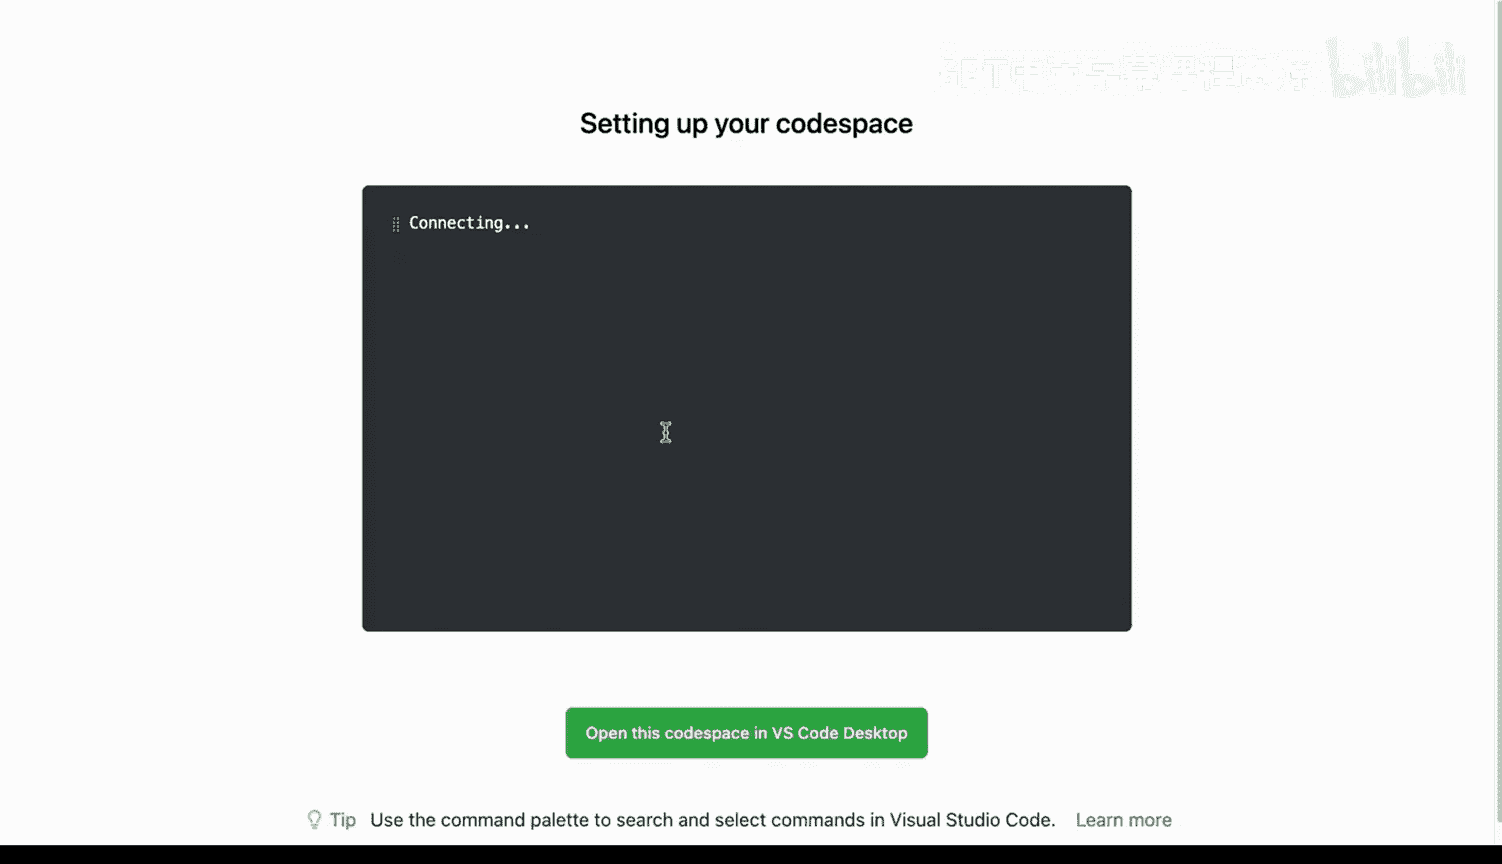 bilibili
Setting up your codespace
Connecting...
Open this codespace in VS Code Desktop
Tip Use the command palette to search and select commands in Visual Studio Code. Learn more